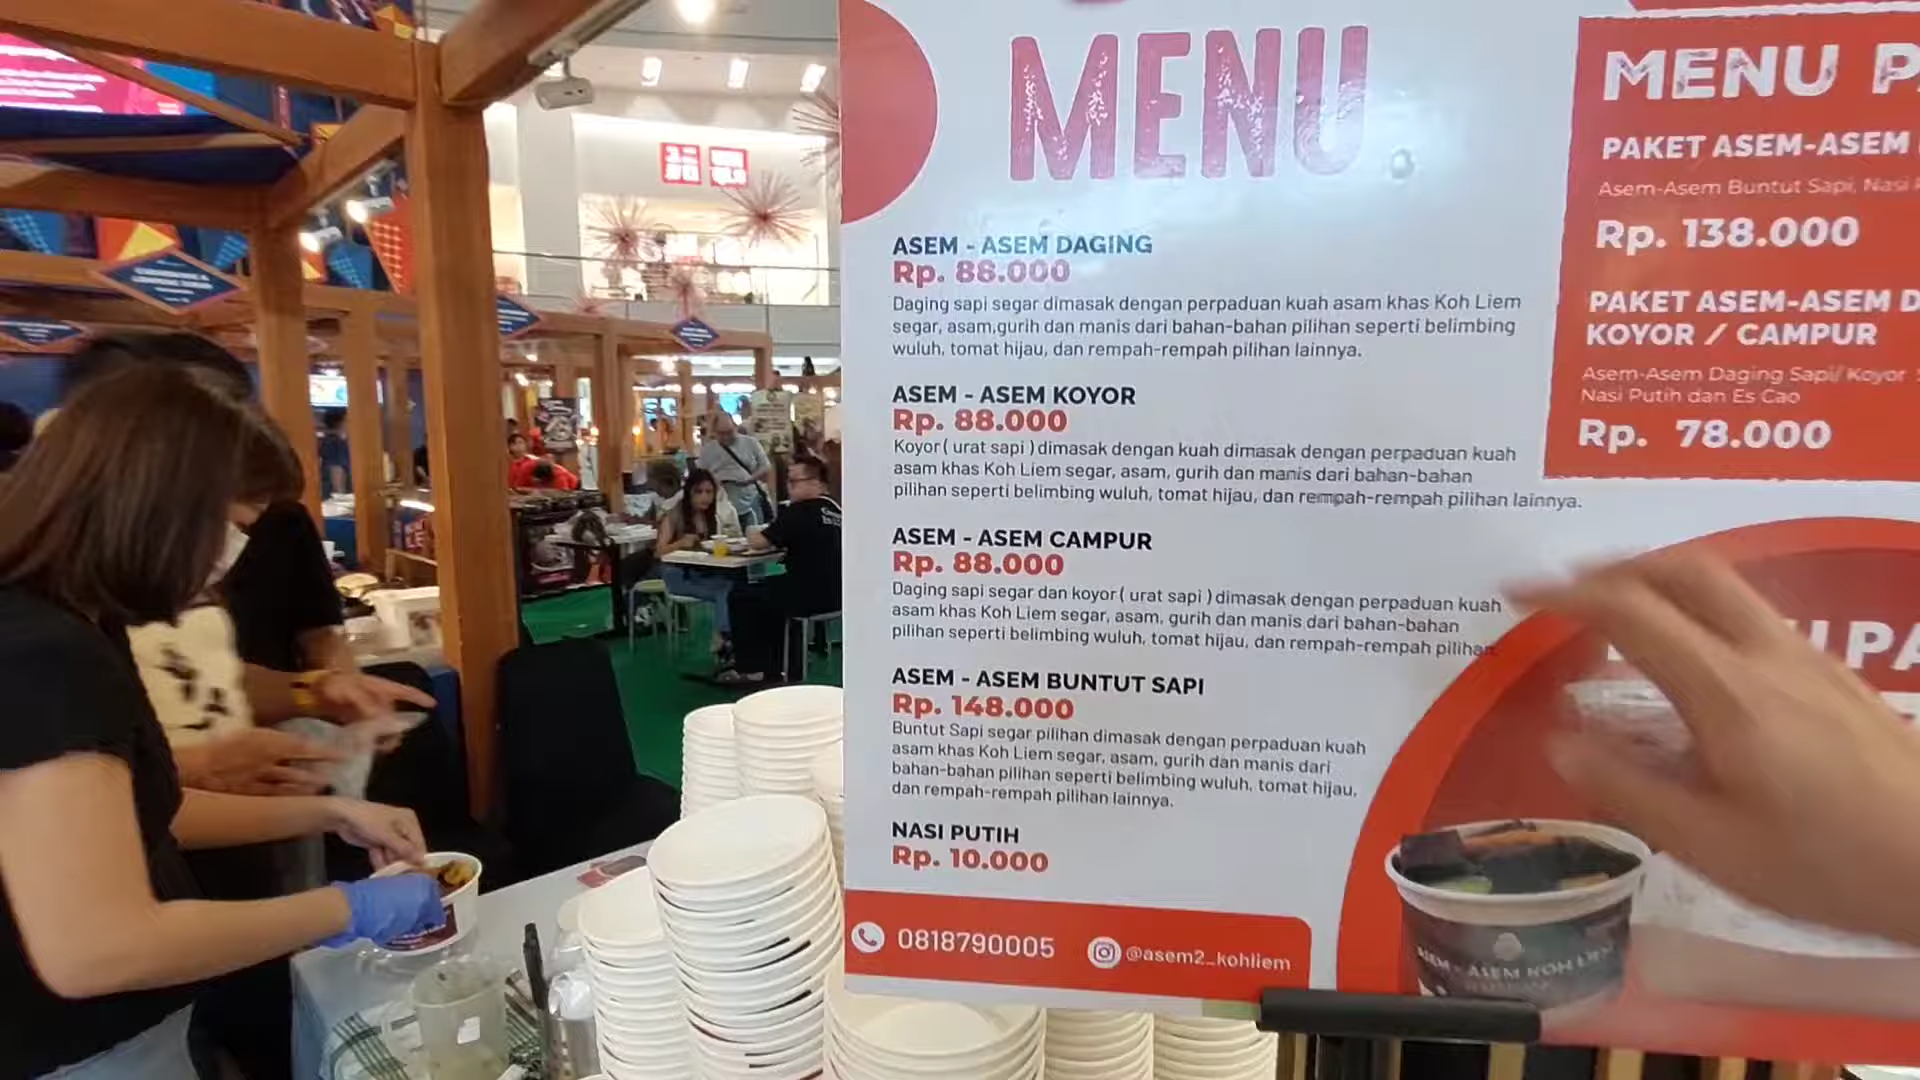 MENU
ASEM - ASEM DAGING
Rp. 88.000
Daging sapi segar dimasak dengan perpaduan kuah asam khas Koh Liem
segar, asam,gurih dan manis dari bahan-bahan pilihan seperti belimbing
wuluh, tomat hijau, dan rempah-rempah pilihan lainnya.
ASEM - ASEM KOYOR
Rp. 88.000
Koyor ( urat sapi ) dimasak dengan kuah dimasak dengan perpaduan kuah
asam khas Koh Liem segar, asam, gurih dan manis dari bahan-bahan
pilihan seperti belimbing wuluh, tomat hijau, dan rempah-rempah pilihan lainnya.
ASEM - ASEM CAMPUR
Rp. 88.000
Daging sapi segar dan koyor ( urat sapi ) dimasak dengan perpaduan kuah
asam khas Koh Liem segar, asam, gurih dan manis dari bahan-bahan
pilihan seperti belimbing wuluh, tomat hijau, dan rempah-rempah pilihan
ASEM - ASEM BUNTUT SAPI
Rp. 148.000
Buntut Sapi segar pilihan dimasak dengan perpaduan kuah
asam khas Koh Liem segar, asam, gurih dan manis dari
bahan-bahan pilihan seperti belimbing wuluh, tomat hijau,
dan rempah-rempah pilihan lainnya.
NASI PUTIH
Rp. 10.000
0818790005 @asem2_kohliem
MENU PA
PAKET ASEM-ASEM
Asem-Asem Buntut Sapi, Nasi
Rp. 138.000
PAKET ASEM-ASEM D
KOYOR / CAMPUR
Asem-Asem Daging Sapi/ Koyor
Nasi Putih dan Es Cao
Rp. 78.000
PA
ASEM - ASEM KOH LIEM